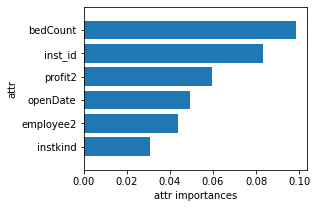 bedCount
inst_id
profit2
openDate
employee2
instkind
attr
0.00 0.02 0.04 0.06 0.08 0.10
attr importances